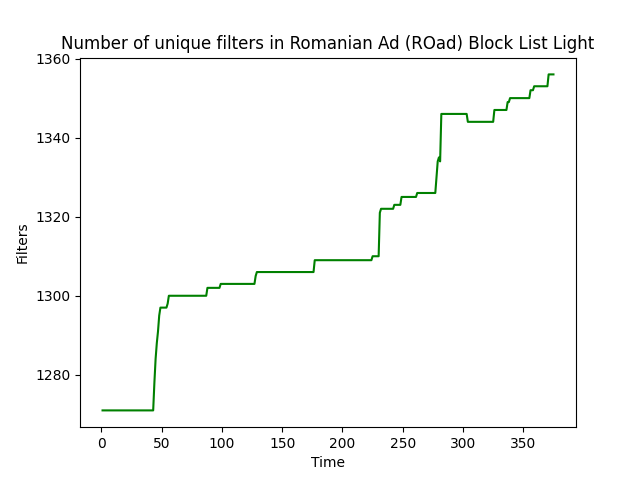 Number of unique filters in Romanian Ad (ROad) Block List Light
1360
1340
1320
1300
1280
Filters
0 50 100 150 200 250 300 350
Time